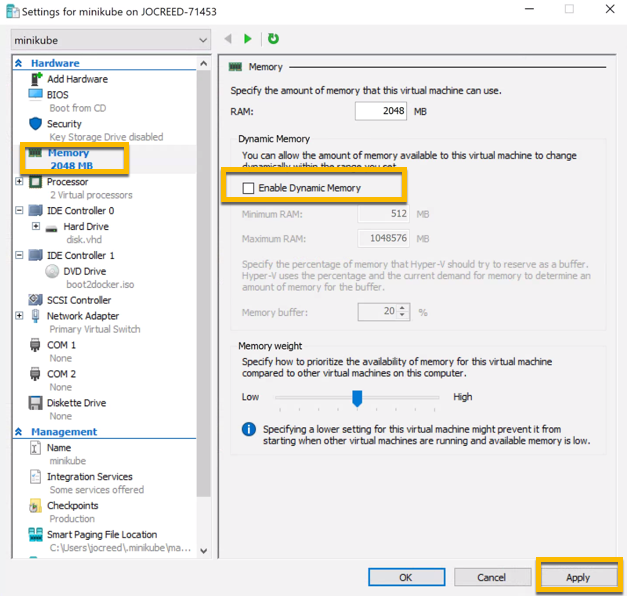 Settings for minikube on JOCREED-71453
minikube
Hardware
Add Hardware
BIOS
Boot from CD
Security
Key Storage Drive disabled
Memory
2048 MB
Processor
2 Virtual processors
IDE Controller 0
Hard Drive
disk.vhd
IDE Controller 1
DVD Drive
boot2docker.iso
SCSI Controller
Network Adapter
Primary Virtual Switch
COM 1
None
COM 2
None
Diskette Drive
None
Management
Name
minikube
Integration Services
Some services offered
Checkpoints
Production
Smart Paging File Location
C:\Users\jocreed\.minikube\ma...
Memory
Specify the amount of memory that this virtual machine can use.
RAM: 2048 MB
Dynamic Memory
You can allow the amount of memory available to this virtual machine to change
dynamically within the range you set.
Enable Dynamic Memory
Minimum RAM: 512 MB
Maximum RAM: 1048576 MB
Specify the percentage of memory that Hyper-V should try to reserve as a buffer.
Hyper-V uses the percentage and the current demand for memory to determine an
amount of memory for the buffer.
Memory buffer: 20 %
Memory weight
Specify how to prioritize the availability of memory for this virtual machine
compared to other virtual machines on this computer.
Low High
Specifying a lower setting for this virtual machine might prevent it from
starting when other virtual machines are running and available memory is low.
OK Cancel Apply